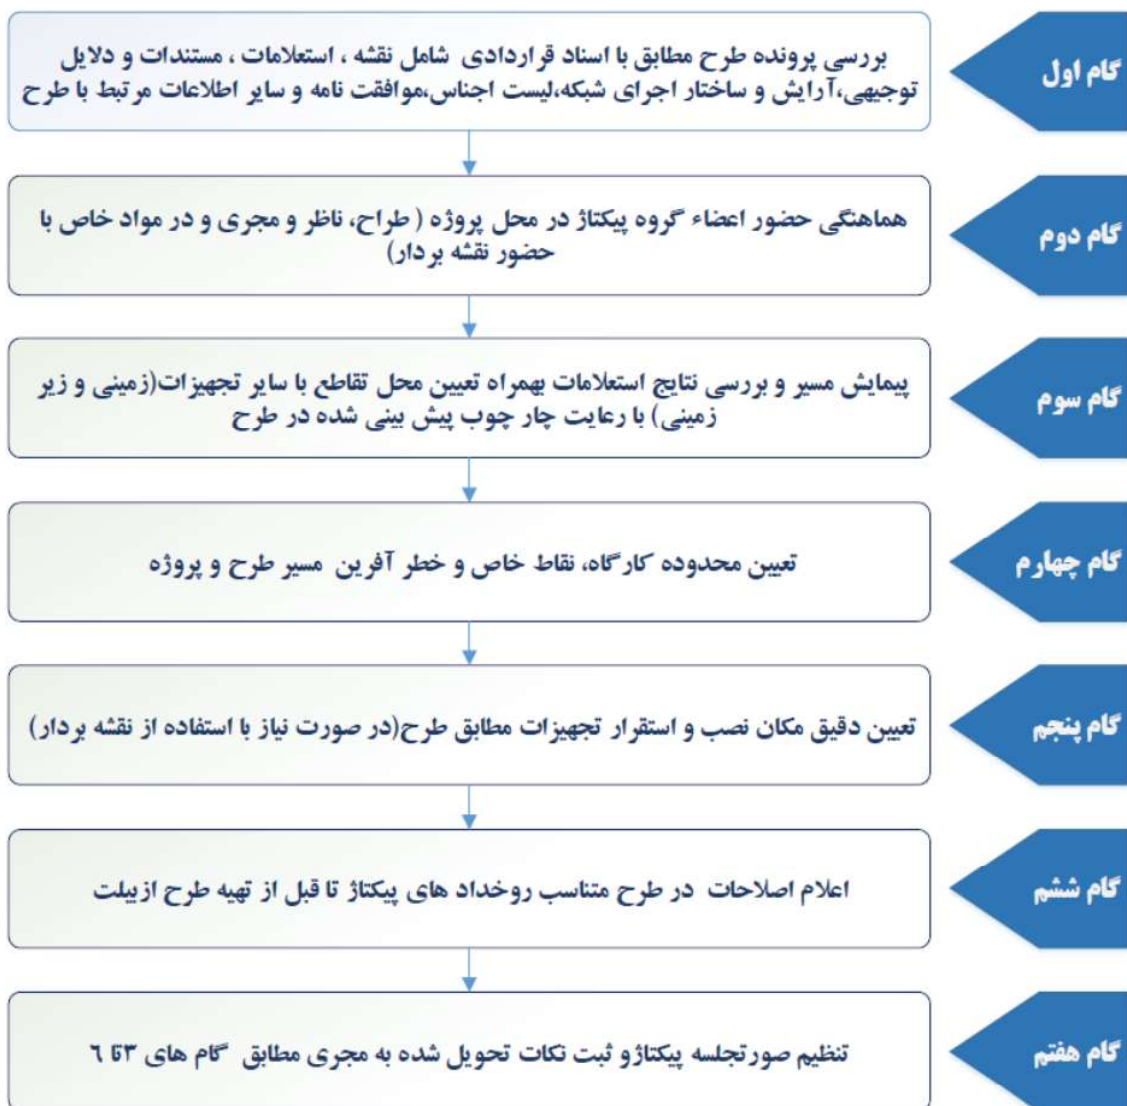 گام اول
بررسی پرونده طرح مطابق با اسناد قراردادی شامل نقشه ، استعلامات ، مستندات و دلایل
توجیهی،آرایش و ساختار اجرای شبکه،لیست اجناس،موافقت نامه و سایر اطلاعات مرتبط با طرح
گام دوم
هماهنگی حضور اعضاء گروه پیکتاژ در محل پروژه ( طراح، ناظر و مجری و در مواد خاص با
حضور نقشه بردار)
گام سوم
پیمایش مسیر و بررسی نتایج استعلامات بهمراه تعیین محل تقاطع با سایر تجهیزات(زمینی و زیر
زمینی) با رعایت چار چوب پیش بینی شده در طرح
گام چهارم
تعیین محدوده کارگاه، نقاط خاص و خطر آفرین مسیر طرح و پروژه
گام پنجم
تعیین دقیق مکان نصب و استقرار تجهیزات مطابق طرح(در صورت نیاز با استفاده از نقشه بردار)
گام ششم
اعلام اصلاحات در طرح متناسب روخداد های پیکتاژ تا قبل از تهیه طرح ازبیلت
گام هفتم
تنظیم صورتجلسه پیکتاژو ثبت نکات تحویل شده به مجری مطابق گام های ۳تا ٦